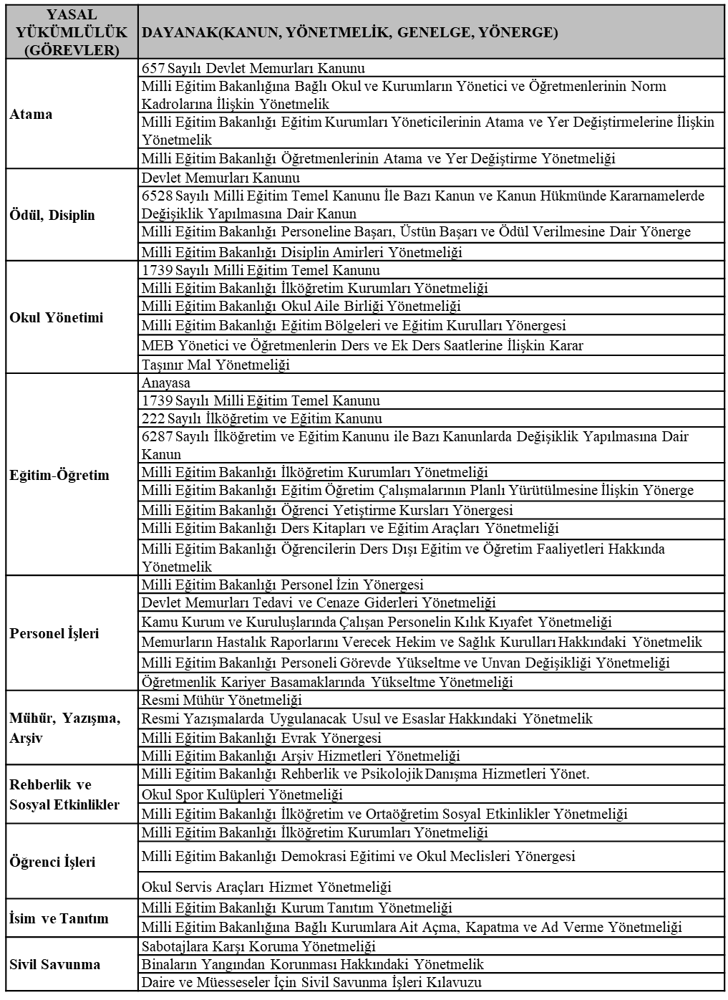 YASAL
YÜKÜMLÜLÜK
(GÖREVLER)
DAYANAK(KANUN, YÖNETMELİK, GENELGE, YÖNERGE)
Atama
657 Sayılı Devlet Memurları Kanunu
Milli Eğitim Bakanlığına Bağlı Okul ve Kurumların Yönetici ve Öğretmenlerinin Norm
Kadrolarına İlişkin Yönetmelik
Milli Eğitim Bakanlığı Eğitim Kurumları Yöneticilerinin Atama ve Yer Değiştirmelerine İlişkin
Yönetmelik
Milli Eğitim Bakanlığı Öğretmenlerinin Atama ve Yer Değiştirme Yönetmeliği
Ödül, Disiplin
Devlet Memurları Kanunu
6528 Sayılı Milli Eğitim Temel Kanunu İle Bazı Kanun ve Kanun Hükmünde Kararnamelerde
Değişiklik Yapılmasına Dair Kanun
Milli Eğitim Bakanlığı Personeline Başarı, Üstün Başarı ve Ödül Verilmesine Dair Yönerge
Milli Eğitim Bakanlığı Disiplin Amirleri Yönetmeliği
Okul Yönetimi
1739 Sayılı Milli Eğitim Temel Kanunu
Milli Eğitim Bakanlığı İlköğretim Kurumları Yönetmeliği
Milli Eğitim Bakanlığı Okul Aile Birliği Yönetmeliği
Milli Eğitim Bakanlığı Eğitim Bölgeleri ve Eğitim Kurulları Yönergesi
MEB Yönetici ve Öğretmenlerin Ders ve Ek Ders Saatlerine İlişkin Karar
Taşınır Mal Yönetmeliği
Eğitim-Öğretim
Anayasa
1739 Sayılı Milli Eğitim Temel Kanunu
222 Sayılı İlköğretim ve Eğitim Kanunu
6287 Sayılı İlköğretim ve Eğitim Kanunu ile Bazı Kanunlarda Değişiklik Yapılmasına Dair
Kanun
Milli Eğitim Bakanlığı İlköğretim Kurumları Yönetmeliği
Milli Eğitim Bakanlığı Eğitim Öğretim Çalışmalarının Planlı Yürütülmesine İlişkin Yönerge
Milli Eğitim Bakanlığı Öğrenci Yetiştirme Kursları Yönergesi
Milli Eğitim Bakanlığı Ders Kitapları ve Eğitim Araçları Yönetmeliği
Milli Eğitim Bakanlığı Öğrencilerin Ders Dışı Eğitim ve Öğretim Faaliyetleri Hakkında
Yönetmelik
Personel İşleri
Milli Eğitim Bakanlığı Personel İzin Yönergesi
Devlet Memurları Tedavi ve Cenaze Giderleri Yönetmeliği
Kamu Kurum ve Kuruluşlarında Çalışan Personelin Kılık Kıyafet Yönetmeliği
Memurların Hastalık Raporlarını Verecek Hekim ve Sağlık Kurulları Hakkındaki Yönetmelik
Milli Eğitim Bakanlığı Personeli Görevde Yükseltme ve Unvan Değişikliği Yönetmeliği
Öğretmenlik Kariyer Basamaklarında Yükseltme Yönetmeliği
Mühür, Yazışma,
Arşiv
Resmi Mühür Yönetmeliği
Resmi Yazışmalarda Uygulanacak Usul ve Esaslar Hakkındaki Yönetmelik
Milli Eğitim Bakanlığı Evrak Yönergesi
Milli Eğitim Bakanlığı Arşiv Hizmetleri Yönetmeliği
Rehberlik ve
Sosyal Etkinlikler
Milli Eğitim Bakanlığı Rehberlik ve Psikolojik Danışma Hizmetleri Yönet.
Okul Spor Kulüpleri Yönetmeliği
Milli Eğitim Bakanlığı İlköğretim ve Ortaöğretim Sosyal Etkinlikler Yönetmeliği
Öğrenci İşleri
Milli Eğitim Bakanlığı İlköğretim Kurumları Yönetmeliği
Milli Eğitim Bakanlığı Demokrasi Eğitimi ve Okul Meclisleri Yönergesi
Okul Servis Araçları Hizmet Yönetmeliği
İsim ve Tanıtım
Milli Eğitim Bakanlığı Kurum Tanıtım Yönetmeliği
Milli Eğitim Bakanlığına Bağlı Kurumlara Ait Açma, Kapatma ve Ad Verme Yönetmeliği
Sivil Savunma
Sabotajlara Karşı Koruma Yönetmeliği
Binaların Yangından Korunması Hakkındaki Yönetmelik
Daire ve Müesseseler İçin Sivil Savunma İşleri Kılavuzu